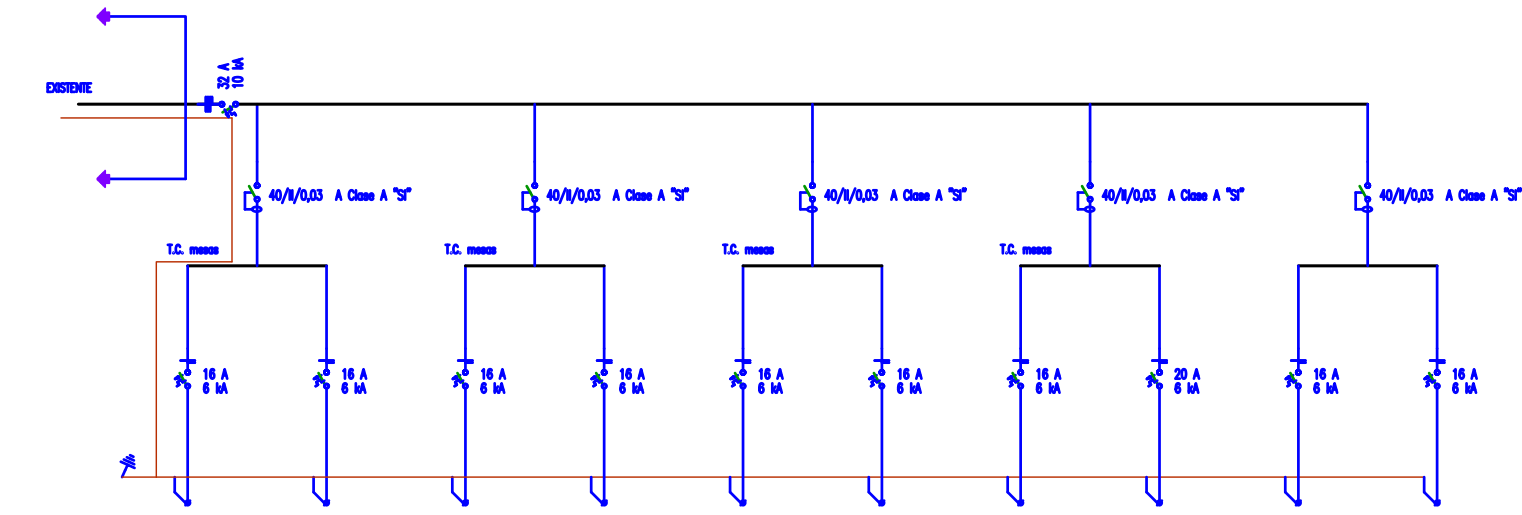 32 A
10 kA
EXISTENTE
40/II/0,03 A Clase A "SI"
40/II/0,03 A Clase A "SI"
40/II/0,03 A Clase A "SI"
40/II/0,03 A Clase A "SI"
40/II/0,03 A Clase A "SI"
T.C. mesas
T.C. mesas
T.C. mesas
T.C. mesas
16 A
6 kA
16 A
6 kA
16 A
6 kA
16 A
6 kA
16 A
6 kA
16 A
6 kA
16 A
6 kA
20 A
6 kA
16 A
6 kA
16 A
6 kA